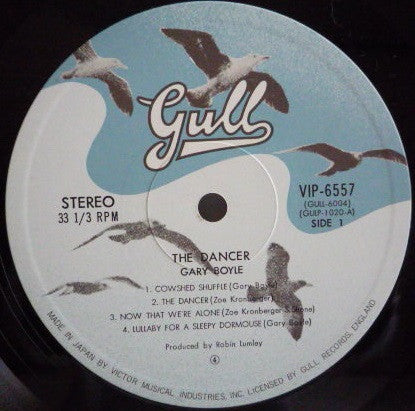 Gull
STEREO
33 1/3 RPM
VIP-6557
(GULL-6004)
(GULP-1020-A)
SIDE 1
THE DANCER
GARY BOYLE
1. COWSHED SHUFFLE (Gary Boyle)
2. THE DANCER (Zoe Kronberger)
3. NOW THAT WE'RE ALONE (Zoe Kronberger & Stone)
4. LULLABY FOR A SLEEPY DORMOUSE (Gary Boyle)
Produced by Robin Lumley
④
MADE IN JAPAN BY VICTOR MUSICAL INDUSTRIES, INC. LICENSED BY GULL RECORDS, ENGLAND